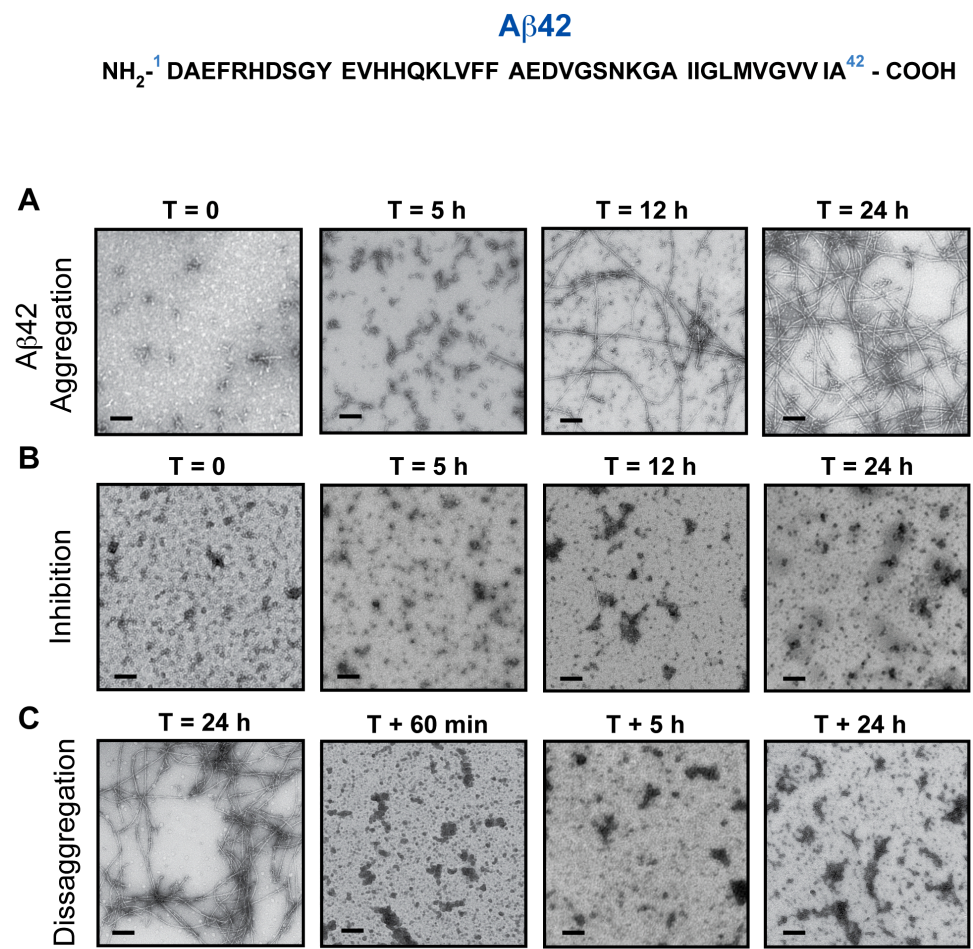 Aβ42
NH2-1 DAEFRHDSGY EVHHQKLVFF AEDVGSNKGA IIGLMVGVV IA42 - COOH
A
T = 0
T = 5 h
T = 12 h
T = 24 h
Aβ42
Aggregation
B
T = 0
T = 5 h
T = 12 h
T = 24 h
Inhibition
C
T = 24 h
T + 60 min
T + 5 h
T + 24 h
Dissaggregation